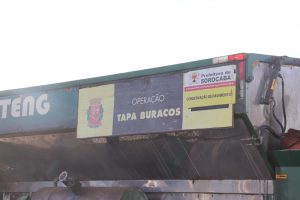 TENG
OPERAÇÃO
TAPA BURACOS
Prefeitura de
SOROCABA